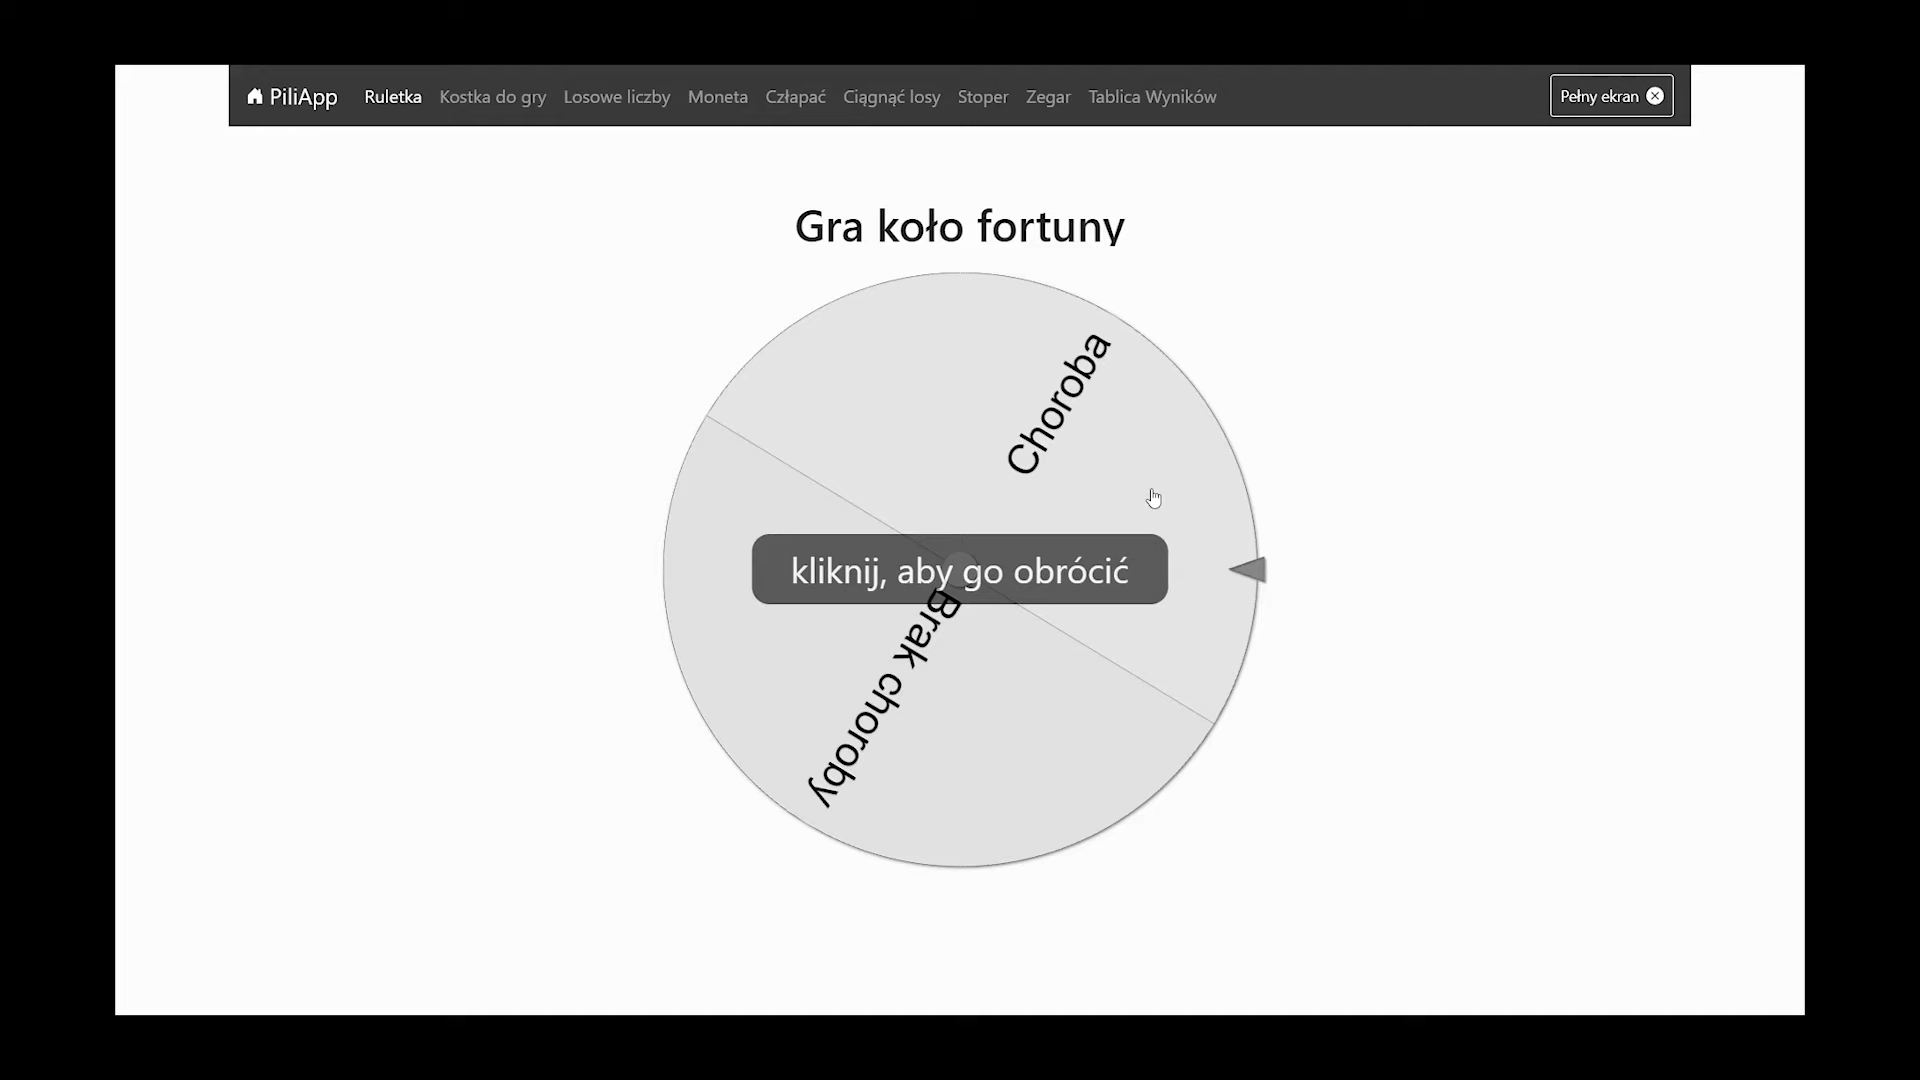 PiliApp Ruletka Kostka do gry Losowe liczby Moneta Człapać Ciągnąć losy Stoper Zegar Tablica Wyników Pełny ekran
Gra koło fortuny
Choroba
kliknij, aby go obrócić
Brak choroby